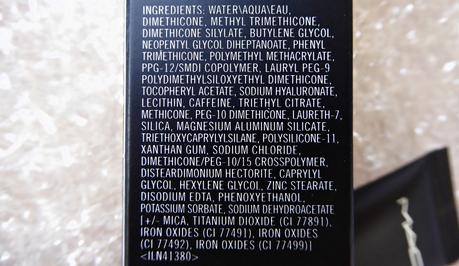 INGREDIENTS: WATER\AQUA\EAU,
DIMETHICONE, METHYL TRIMETHICONE,
DIMETHICONE SILYLATE, BUTYLENE GLYCOL,
NEOPENTYL GLYCOL DIHEPTANOATE, PHENYL
TRIMETHICONE, POLYMETHYL METHACRYLATE,
PPG-12/SMDI COPOLYMER, LAURYL PEG-9
POLYDIMETHYLSILOXYETHYL DIMETHICONE,
TOCOPHERYL ACETATE, SODIUM HYALURONATE,
LECITHIN, CAFFEINE, TRIETHYL CITRATE,
METHICONE, PEG-10 DIMETHICONE, LAURETH-7,
SILICA, MAGNESIUM ALUMINUM SILICATE,
TRIETHOXYCAPRYLYLSILANE, POLYSILICONE-11,
XANTHAN GUM, SODIUM CHLORIDE,
DIMETHICONE/PEG-10/15 CROSSPOLYMER,
DISTEARDIMONIUM HECTORITE, CAPRYLYL
GLYCOL, HEXYLENE GLYCOL, ZINC STEARATE,
DISODIUM EDTA, PHENOXYETHANOL,
POTASSIUM SORBATE, SODIUM DEHYDROACETATE
[+/- MICA, TITANIUM DIOXIDE (CI 77891),
IRON OXIDES (CI 77491), IRON OXIDES
(CI 77492), IRON OXIDES (CI 77499)]
<ILN41380>
MAC